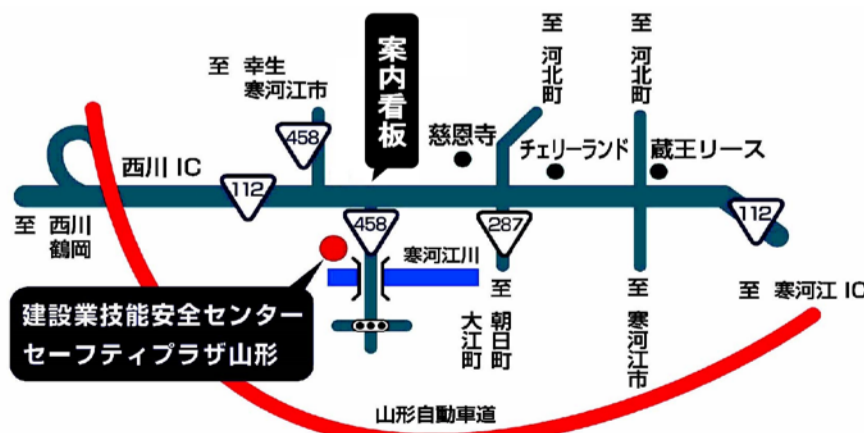 至 幸生
寒河江市
458
案内看板
至 河北町
至 河北町
慈恩寺
チェリーランド
蔵王リース
西川 IC
112
至 西川
鶴岡
458
287
112
寒河江川
建設業技能安全センター
セーフティプラザ山形
至 朝日町
大江町
至 寒河江市
至 寒河江 IC
山形自動車道